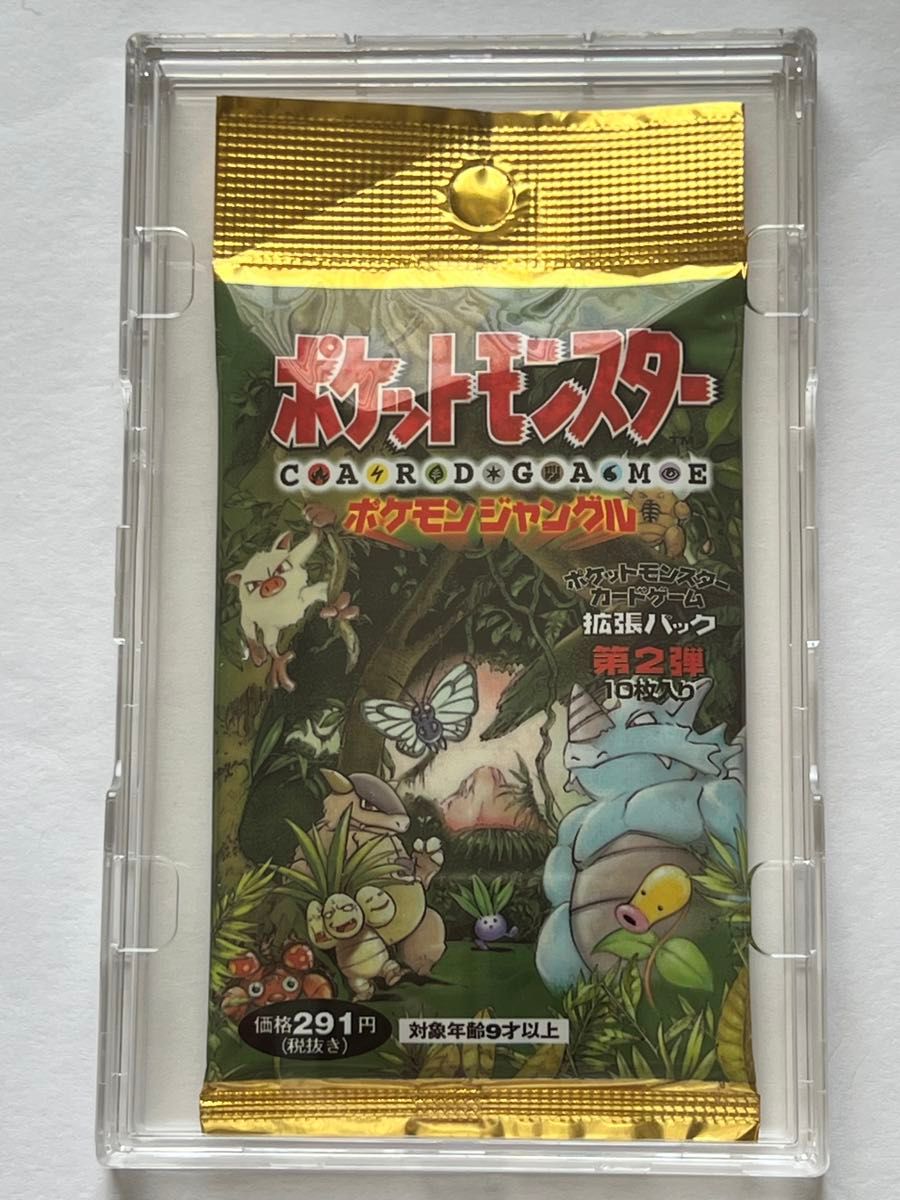 ポケットモンスター
TM
CARDGAME
ポケモンジャングル
ポケットモンスター
カードゲーム
拡張パック
第2弾
10枚入り
価格291円
(税抜き)
対象年齢9才以上